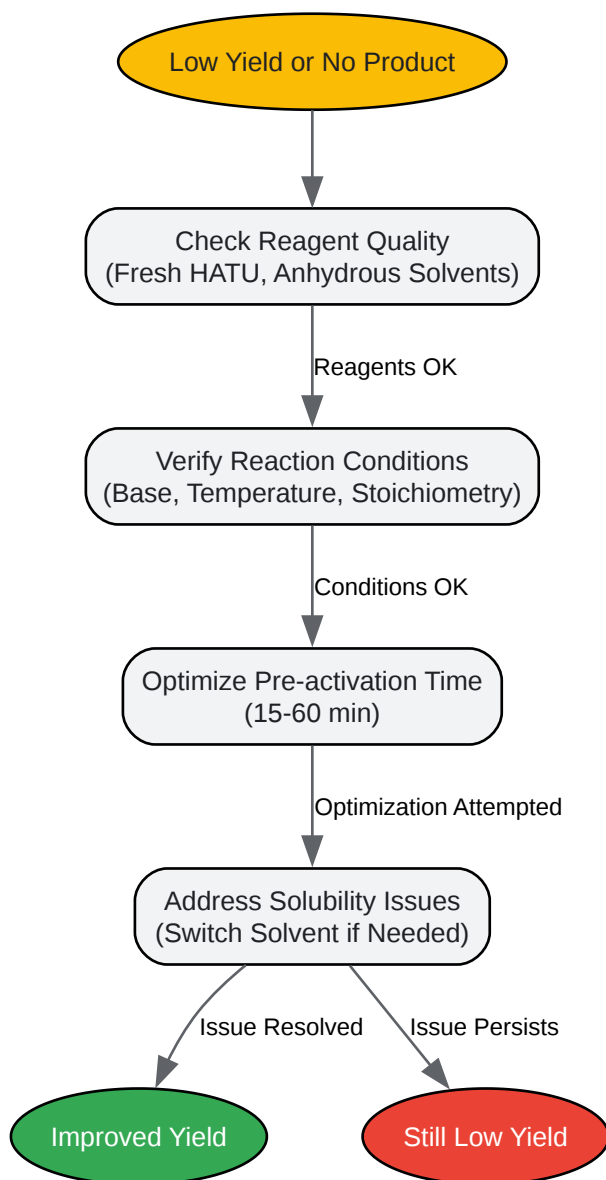 Low Yield or No Product
Check Reagent Quality
(Fresh HATU, Anhydrous Solvents)
Reagents OK
Verify Reaction Conditions
(Base, Temperature, Stoichiometry)
Conditions OK
Optimize Pre-activation Time
(15-60 min)
Optimization Attempted
Address Solubility Issues
(Switch Solvent if Needed)
Issue Resolved
Issue Persists
Improved Yield
Still Low Yield